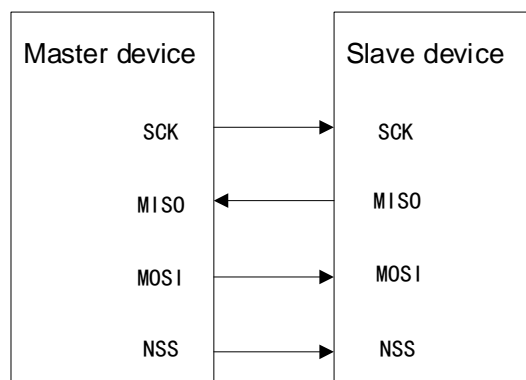 Master device
Slave device
SCK
SCK
MISO
MISO
MOSI
MOSI
NSS
NSS